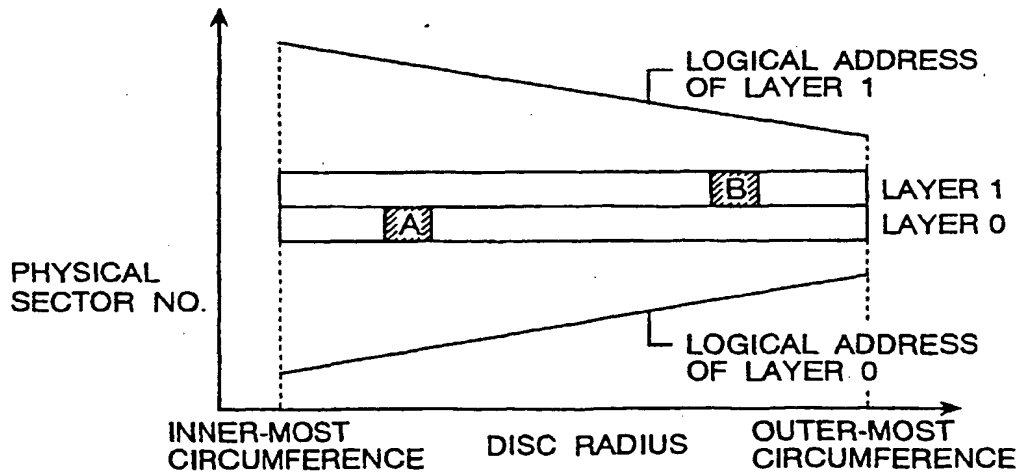 LOGICAL ADDRESS
OF LAYER 1
B
LAYER 1
A
LAYER 0
PHYSICAL
SECTOR NO.
LOGICAL ADDRESS
OF LAYER 0
INNER-MOST
CIRCUMFERENCE
DISC RADIUS
OUTER-MOST
CIRCUMFERENCE